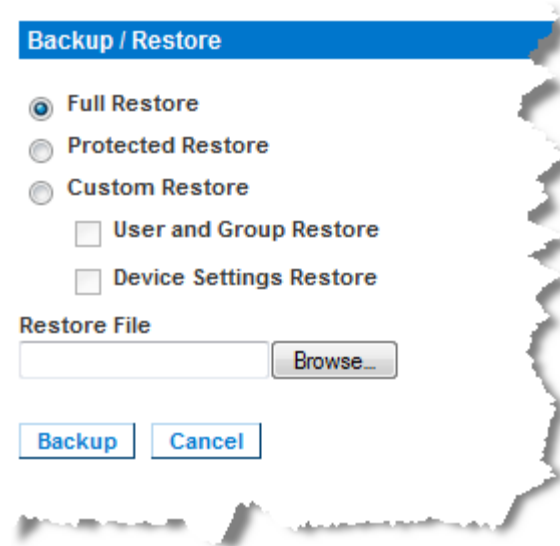 Backup / Restore
Full Restore
Protected Restore
Custom Restore
User and Group Restore
Device Settings Restore
Restore File
Browse...
Backup Cancel